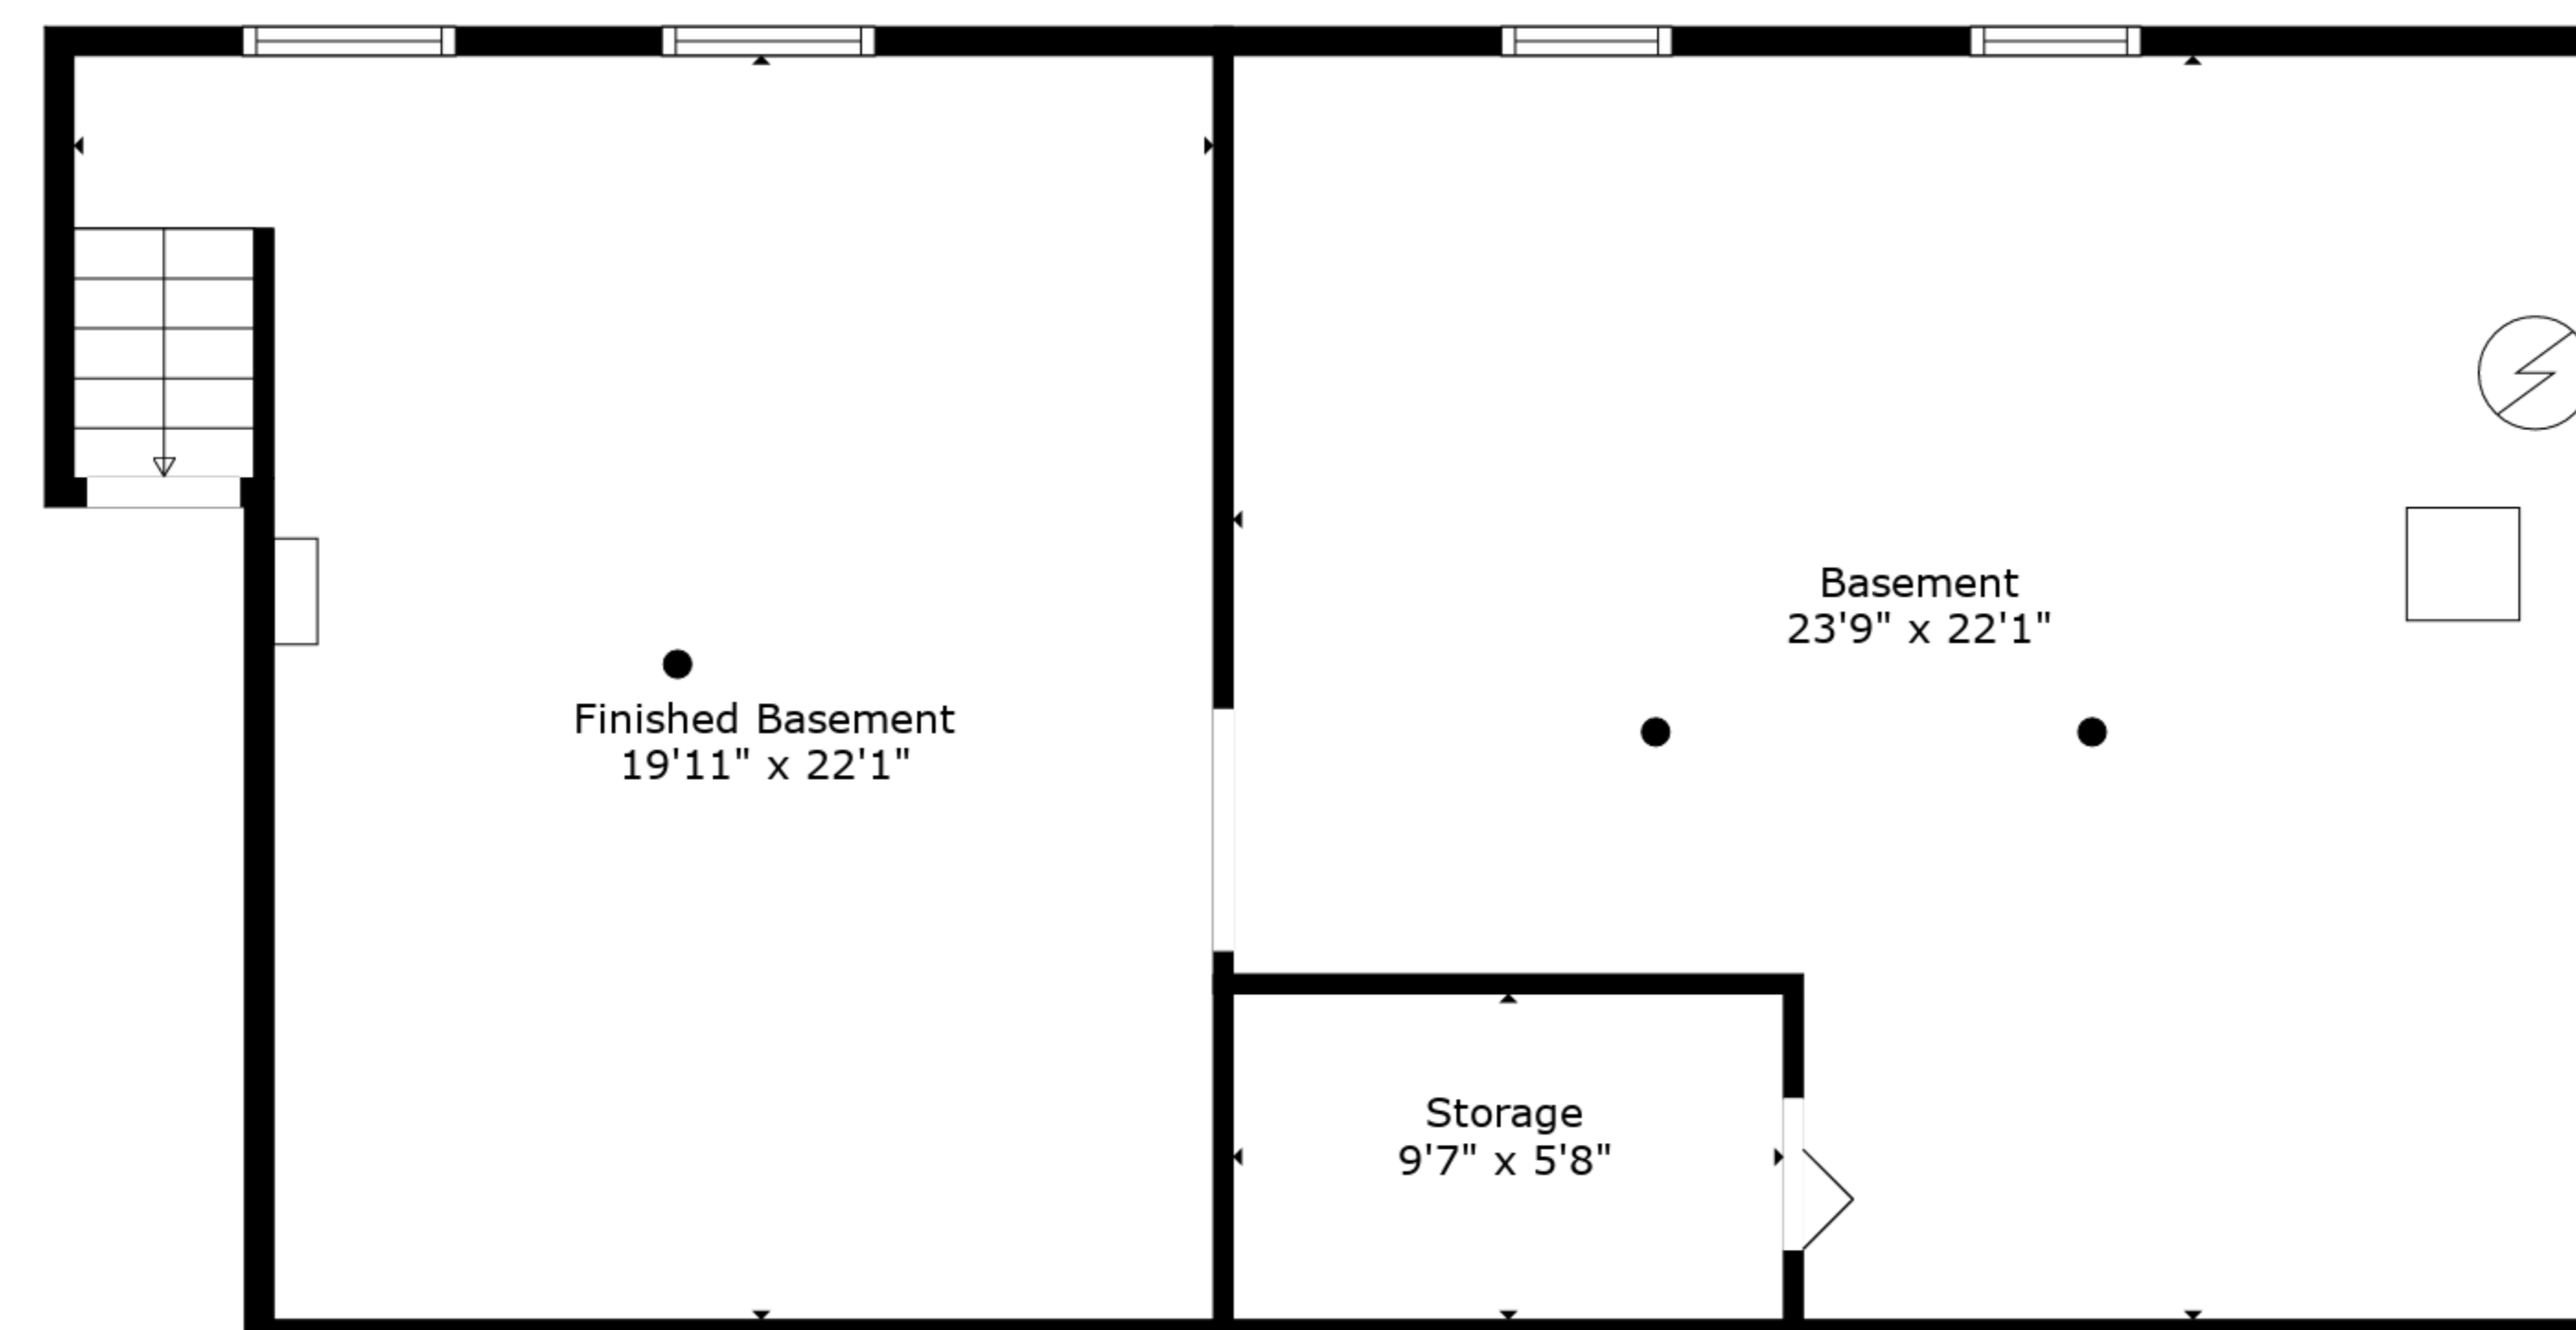 Finished Basement
19'11" x 22'1"
Basement
23'9" x 22'1"
Storage
9'7" x 5'8"